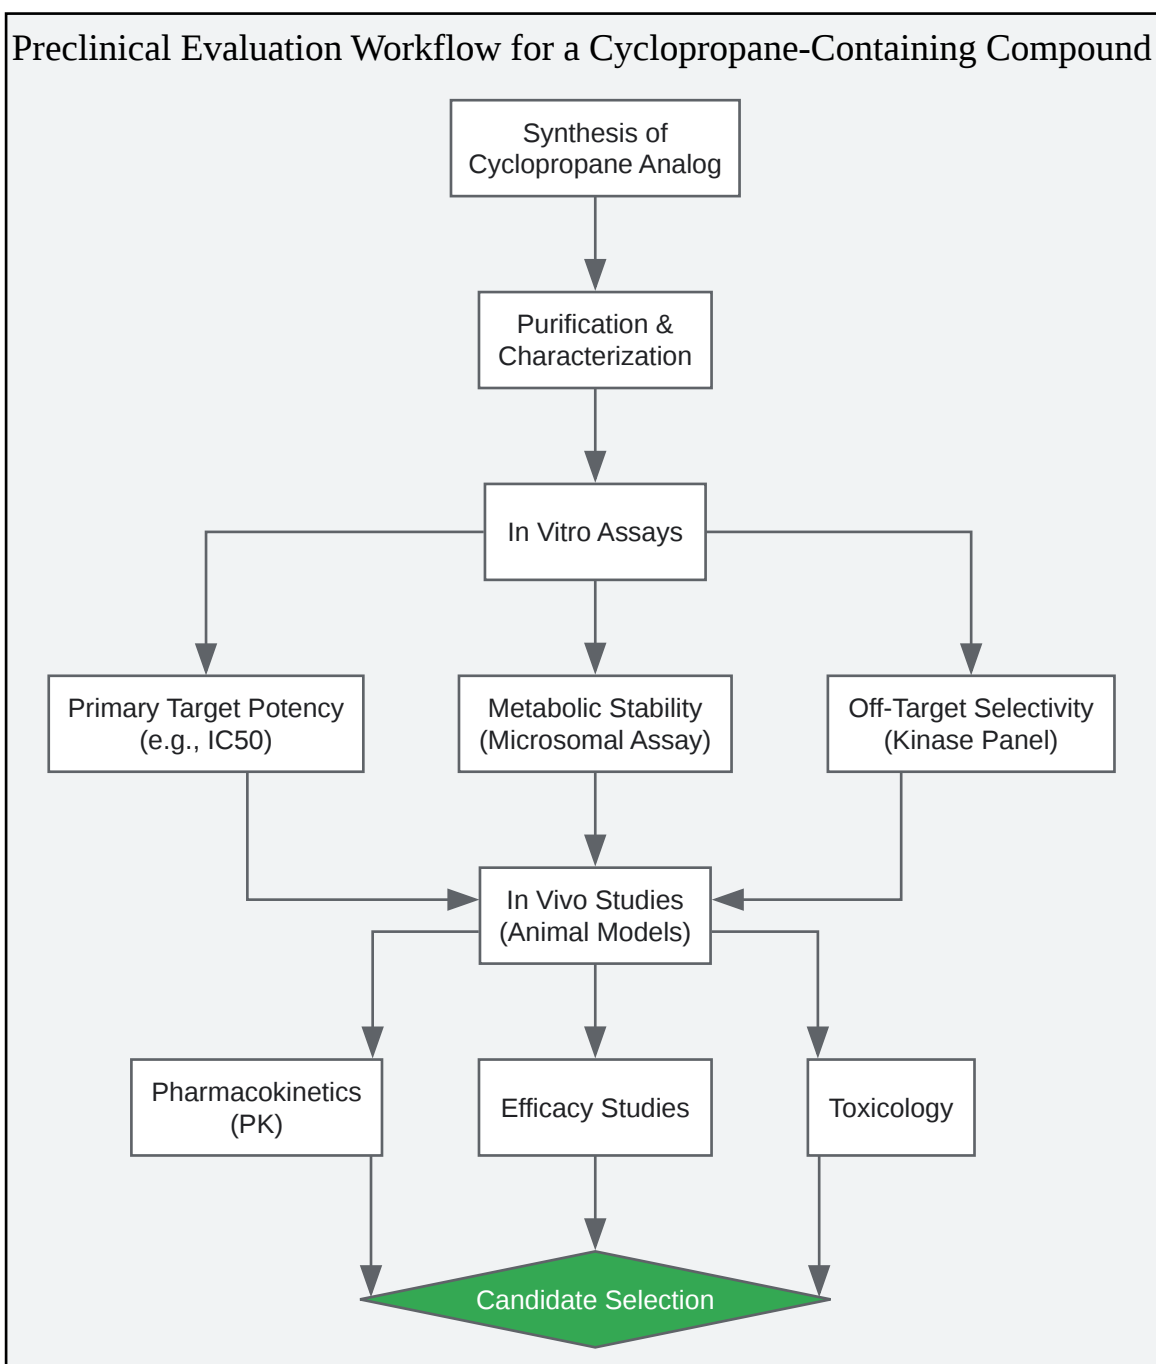 Preclinical Evaluation Workflow for a Cyclopropane-Containing Compound
Synthesis of
Cyclopropane Analog
Purification &
Characterization
In Vitro Assays
Primary Target Potency
(e.g., IC50)
Metabolic Stability
(Microsomal Assay)
Off-Target Selectivity
(Kinase Panel)
In Vivo Studies
(Animal Models)
Pharmacokinetics
(PK)
Efficacy Studies
Toxicology
Candidate Selection